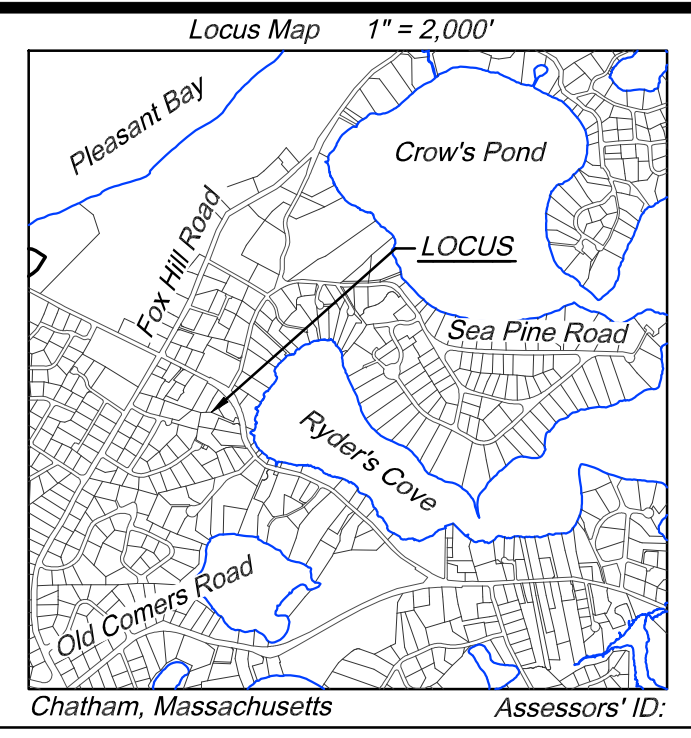 Locus Map 1" = 2,000'
Pleasant Bay
Crow's Pond
Fox Hill Road
LOCUS
Sea Pine Road
Ryder's Cove
Old Comers Road
Chatham, Massachusetts Assessors' ID: